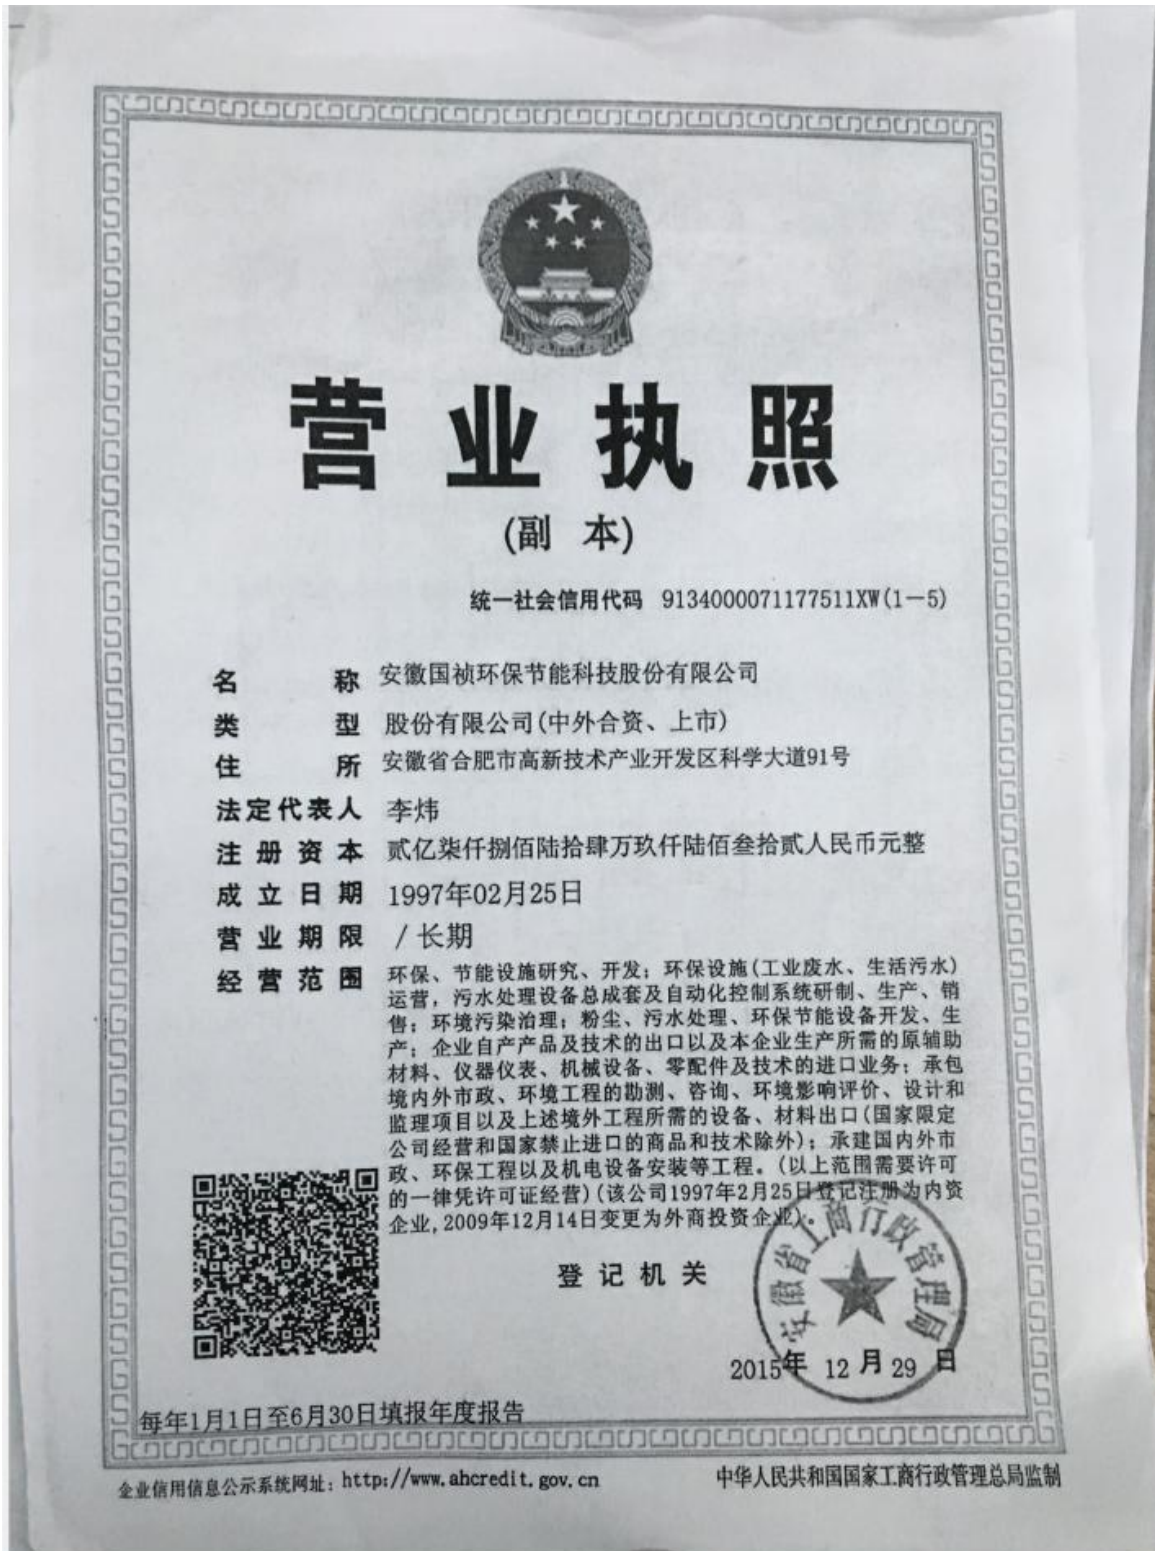 营业执照
(副 本)
统一社会信用代码 9134000071177511XW(1-5)
名 称 安徽国祯环保节能科技股份有限公司
类 型 股份有限公司(中外合资、上市)
住 所 安徽省合肥市高新技术产业开发区科学大道91号
法定代表人 李炜
注册资本 贰亿柒仟捌佰陆拾肆万玖仟陆佰叁拾贰人民币元整
成立日期 1997年02月25日
营业期限 /长期
经营范围 环保、节能设施研究、开发;环保设施(工业废水、生活污水)
运营,污水处理设备总成套及自动化控制系统研制、生产、销
售;环境污染治理;粉尘、污水处理、环保节能设备开发、生
产;企业自产产品及技术的出口以及本企业生产所需的原辅助
材料、仪器仪表、机械设备、零配件及技术的进口业务;承包
境内外市政、环境工程的勘测、咨询、环境影响评价、设计和
监理项目以及上述境外工程所需的设备、材料出口(国家限定
公司经营和国家禁止进口的商品和技术除外);承建国内外市
政、环保工程以及机电设备安装等工程。(以上范围需要许可
的一律凭许可证经营)(该公司1997年2月25日登记注册为内资
企业,2009年12月14日变更为外商投资企业)。
登记机关
安徽省工商行政管理局
2015年 12月29日
每年1月1日至6月30日填报年度报告
企业信用信息公示系统网址:http://www.ahcredit.gov.cn
中华人民共和国国家工商行政管理总局监制